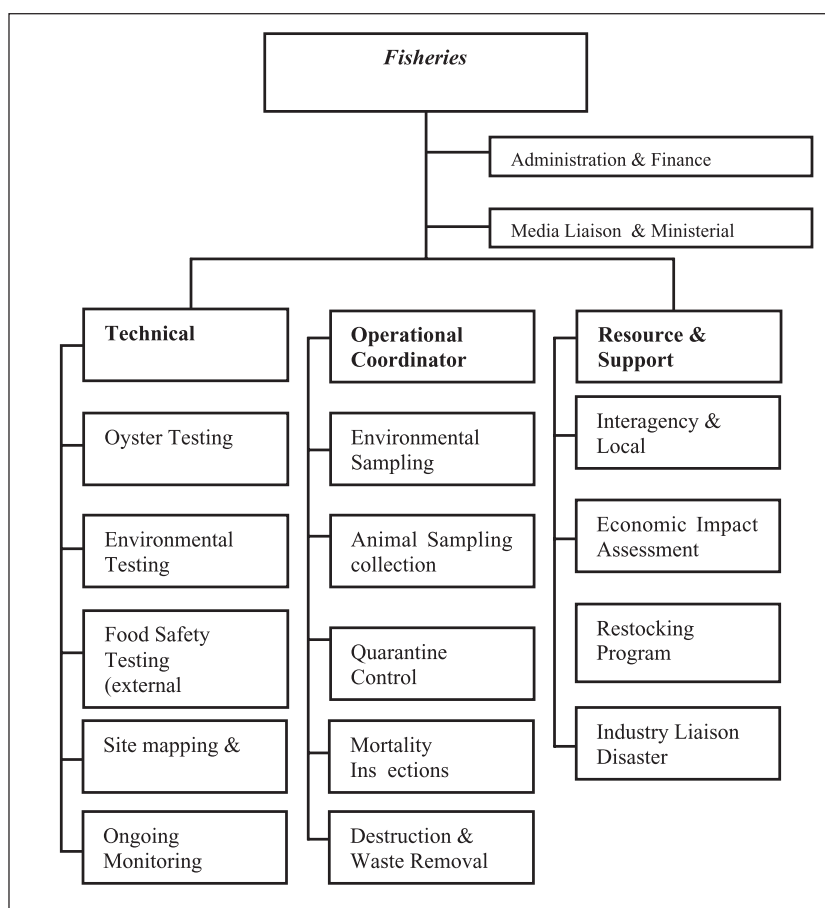 Fisheries
Administration & Finance
Media Liaison & Ministerial
Technical
Oyster Testing
Environmental
Testing
Food Safety
Testing
(external
Site mapping &
Ongoing
Monitoring
Operational
Coordinator
Environmental
Sampling
Animal Sampling
collection
Quarantine
Control
Mortality
Ins ections
Destruction &
Waste Removal
Resource &
Support
Interagency &
Local
Economic Impact
Assessment
Restocking
Program
Industry Liaison
Disaster